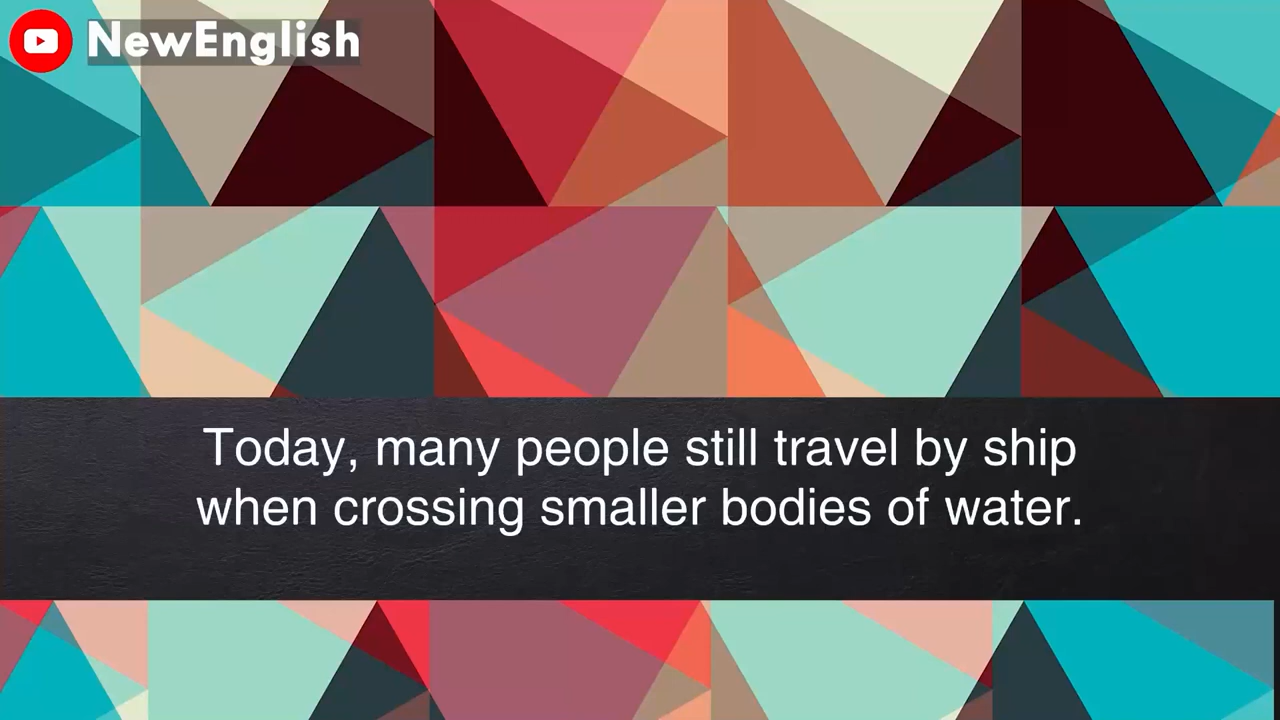 NewEnglish
Today, many people still travel by ship
when crossing smaller bodies of water.